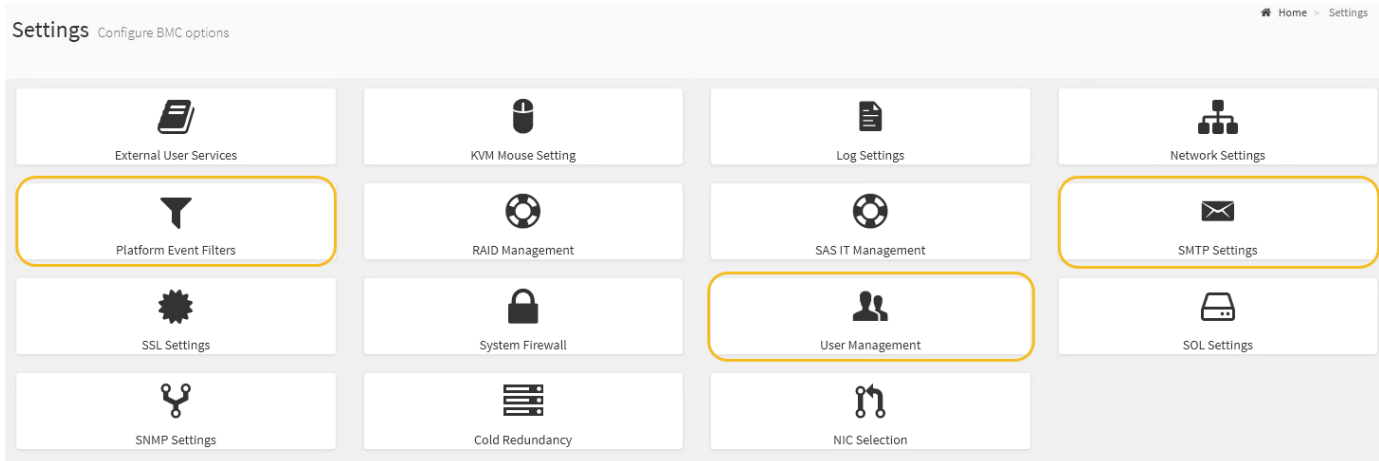 Home > Settings
Settings Configure BMC options
External User Services
KVM Mouse Setting
Log Settings
Network Settings
Platform Event Filters
RAID Management
SAS IT Management
SMTP Settings
SSL Settings
System Firewall
User Management
SOL Settings
SNMP Settings
Cold Redundancy
NIC Selection